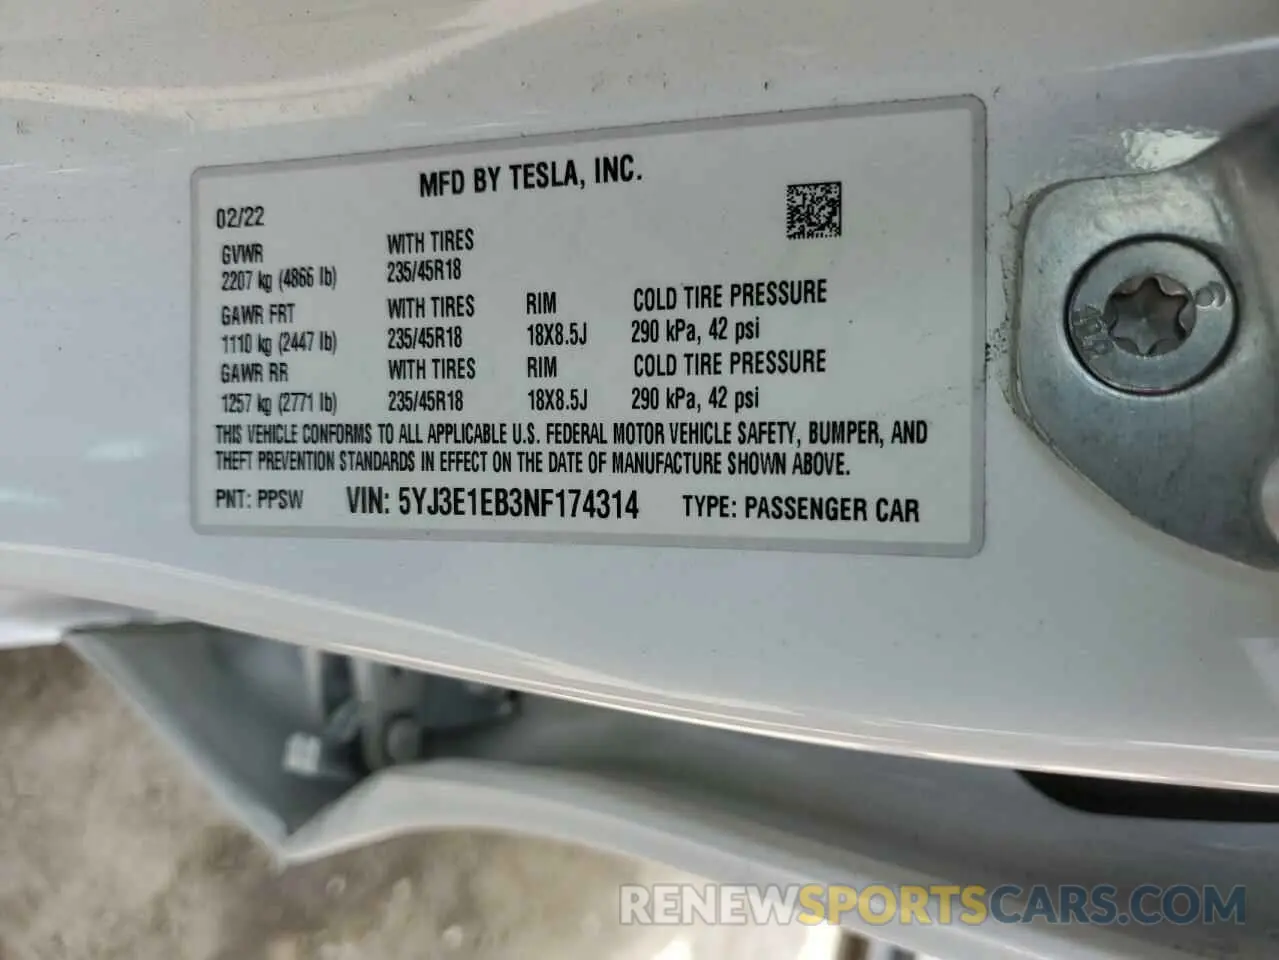 MFD BY TESLA, INC.
02/22
GVWR WITH TIRES
2207 kg (4866 lb) 235/45R18
GAWR FRT WITH TIRES RIM COLD TIRE PRESSURE
1110 kg (2447 lb) 235/45R18 18X8.5J 290 kPa, 42 psi
GAWR RR WITH TIRES RIM COLD TIRE PRESSURE
1257 kg (2771 lb) 235/45R18 18X8.5J 290 kPa, 42 psi
THIS VEHICLE CONFORMS TO ALL APPLICABLE U.S. FEDERAL MOTOR VEHICLE SAFETY, BUMPER, AND
THEFT PREVENTION STANDARDS IN EFFECT ON THE DATE OF MANUFACTURE SHOWN ABOVE.
PNT: PPSW VIN: 5YJ3E1EB3NF174314 TYPE: PASSENGER CAR
RENEWSPORTSCARS.COM